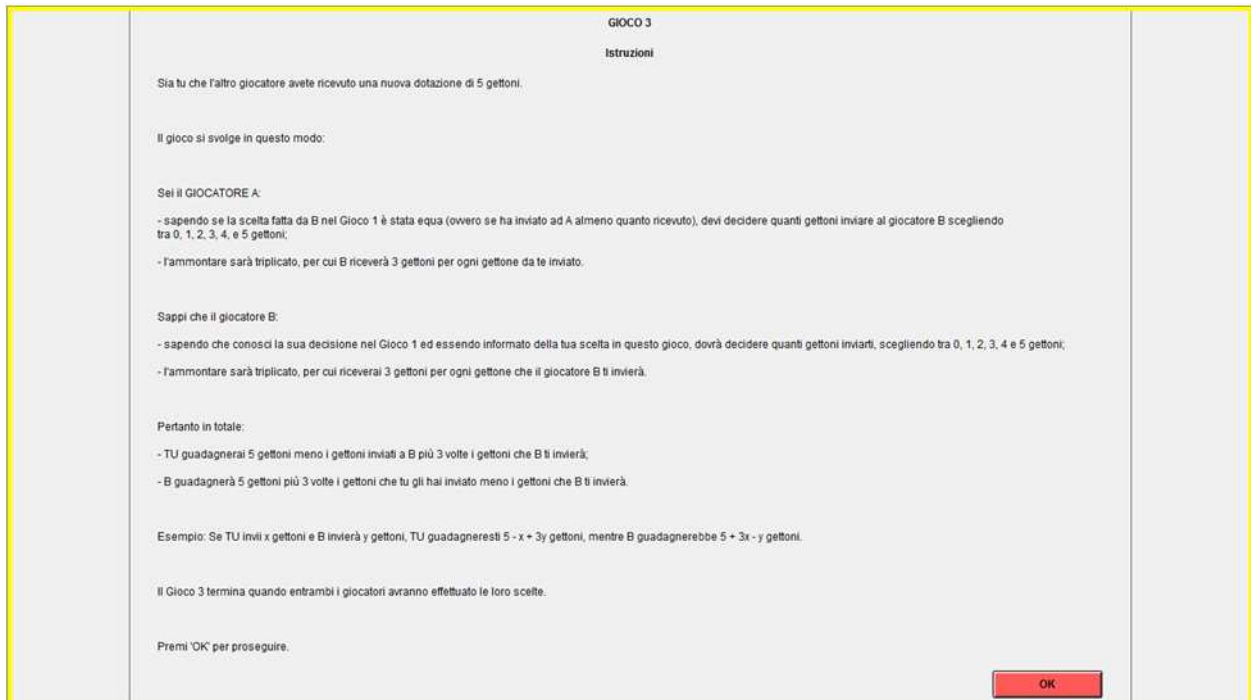 GIOCO 3
Istruzioni
Sia tu che l'altro giocatore avete ricevuto una nuova dotazione di 5 gettoni.
Il gioco si svolge in questo modo:
Sei il GIOCATORE A:
- sapendo se la scelta fatta da B nel Gioco 1 è stata equa (ovvero se ha inviato ad A almeno quanto ricevuto), devi decidere quanti gettoni inviare al giocatore B scegliendo
tra 0, 1, 2, 3, 4, e 5 gettoni;
- l'ammontare sarà triplicato, per cui B riceverà 3 gettoni per ogni gettone da te inviato.
Sappi che il giocatore B:
- sapendo che conosci la sua decisione nel Gioco 1 ed essendo informato della tua scelta in questo gioco, dovrà decidere quanti gettoni inviarti, scegliendo tra 0, 1, 2, 3, 4 e 5 gettoni;
- l'ammontare sarà triplicato, per cui riceverai 3 gettoni per ogni gettone che il giocatore B ti invierà.
Pertanto in totale:
- TU guadagnerai 5 gettoni meno i gettoni inviati a B più 3 volte i gettoni che B ti invierà;
- B guadagnerà 5 gettoni più 3 volte i gettoni che tu gli hai inviato meno i gettoni che B ti invierà.
Esempio: Se TU invii x gettoni e B invierà y gettoni, TU guadagneresti 5 - x + 3y gettoni, mentre B guadagnerebbe 5 + 3x - y gettoni.
Il Gioco 3 termina quando entrambi i giocatori avranno effettuato le loro scelte.
Premi 'OK' per proseguire.
OK